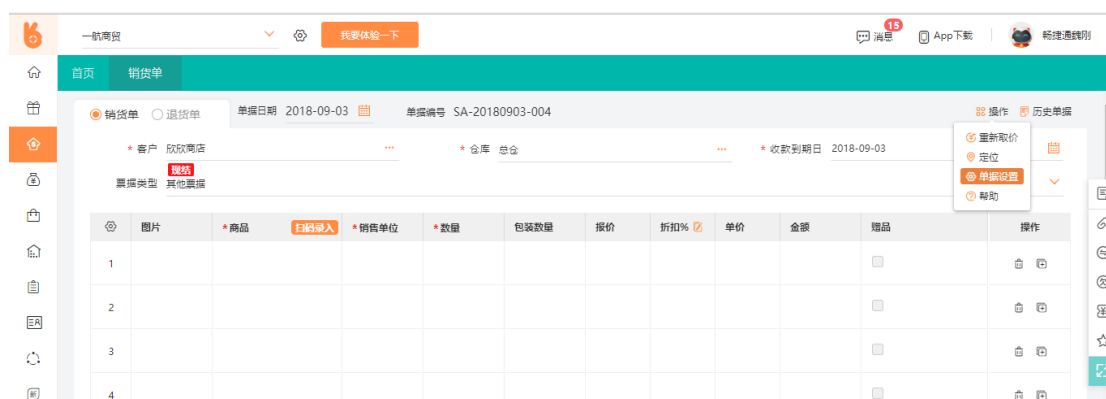 一航商贸
我要体验一下
消息 15
App下载
畅捷通魏刚
首页 销货单
销货单 退货单 单据日期 2018-09-03 单据编号 SA-20180903-004 操作 历史单据
重新取价
定位
单据设置
帮助
* 客户 欣欣商店 ... * 仓库 总仓 ... * 收款到期日 2018-09-03
现结
票据类型 其他票据
图片 *商品 扫码录入 *销售单位 *数量 包装数量 报价 折扣% 单价 金额 赠品 操作
1
2
3
4